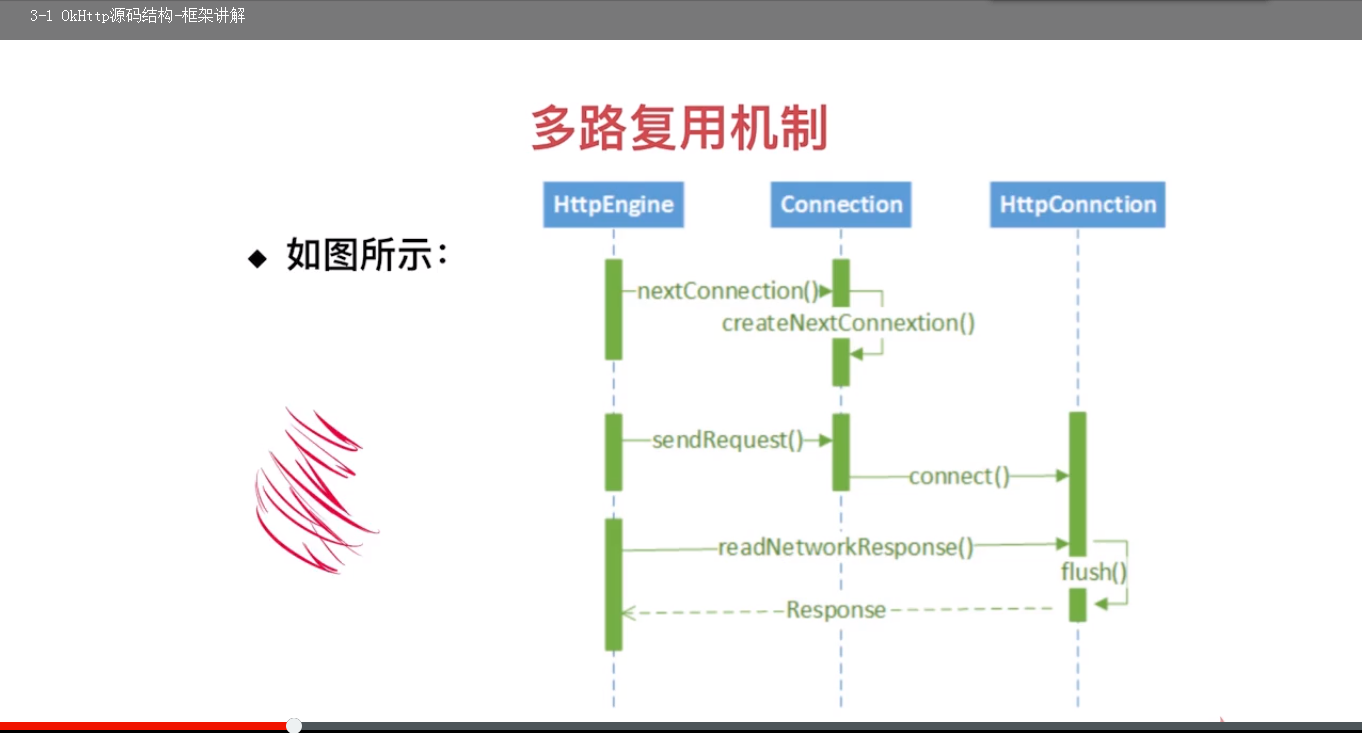 3-1 OkHttp源码结构-框架讲解
多路复用机制
HttpEngine
Connection
HttpConnction
◆ 如图所示：
nextConnection()
createNextConnextion()
sendRequest()
connect()
readNetworkResponse()
flush()
Response